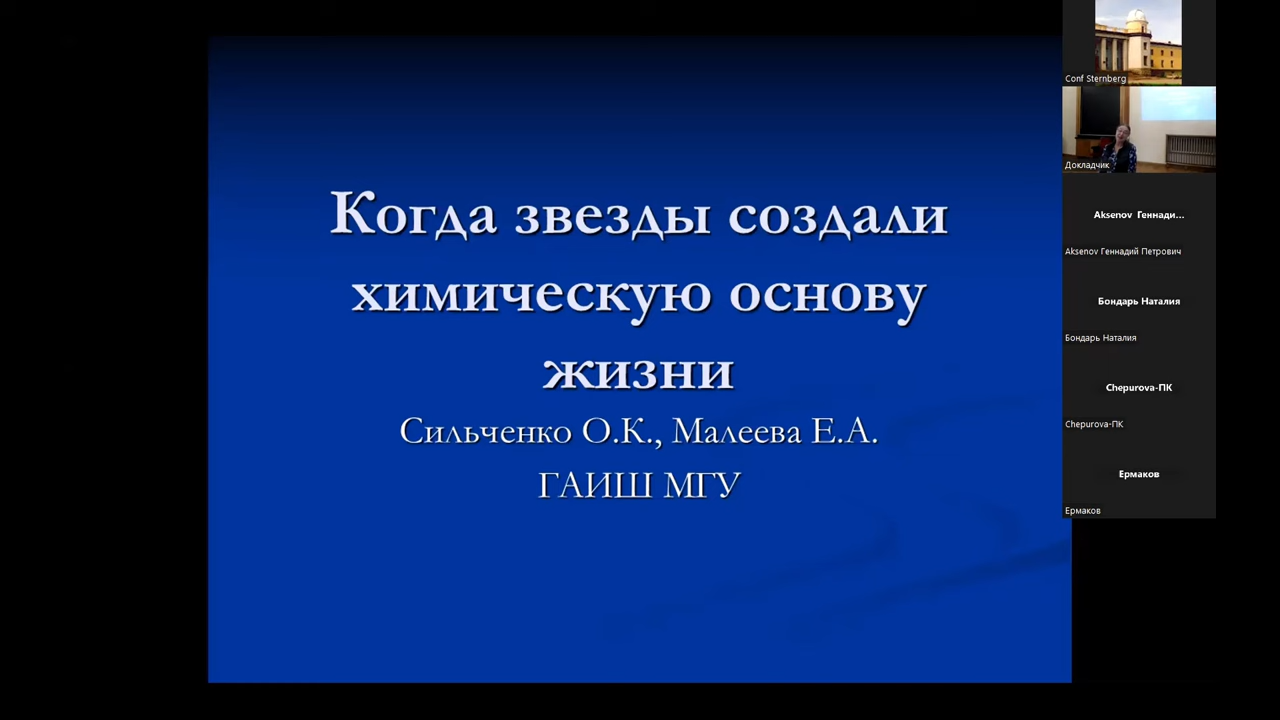 Когда звезды создали
химическую основу
жизни
Сильченко О.К., Малеева Е.А.
ГАИШ МГУ
Conf Sternberg
Докладчик
Aksenov Геннади...
Aksenov Геннадий Петрович
Бондарь Наталия
Бондарь Наталия
Chepurova-ПК
Chepurova-ПК
Ермаков
Ермаков